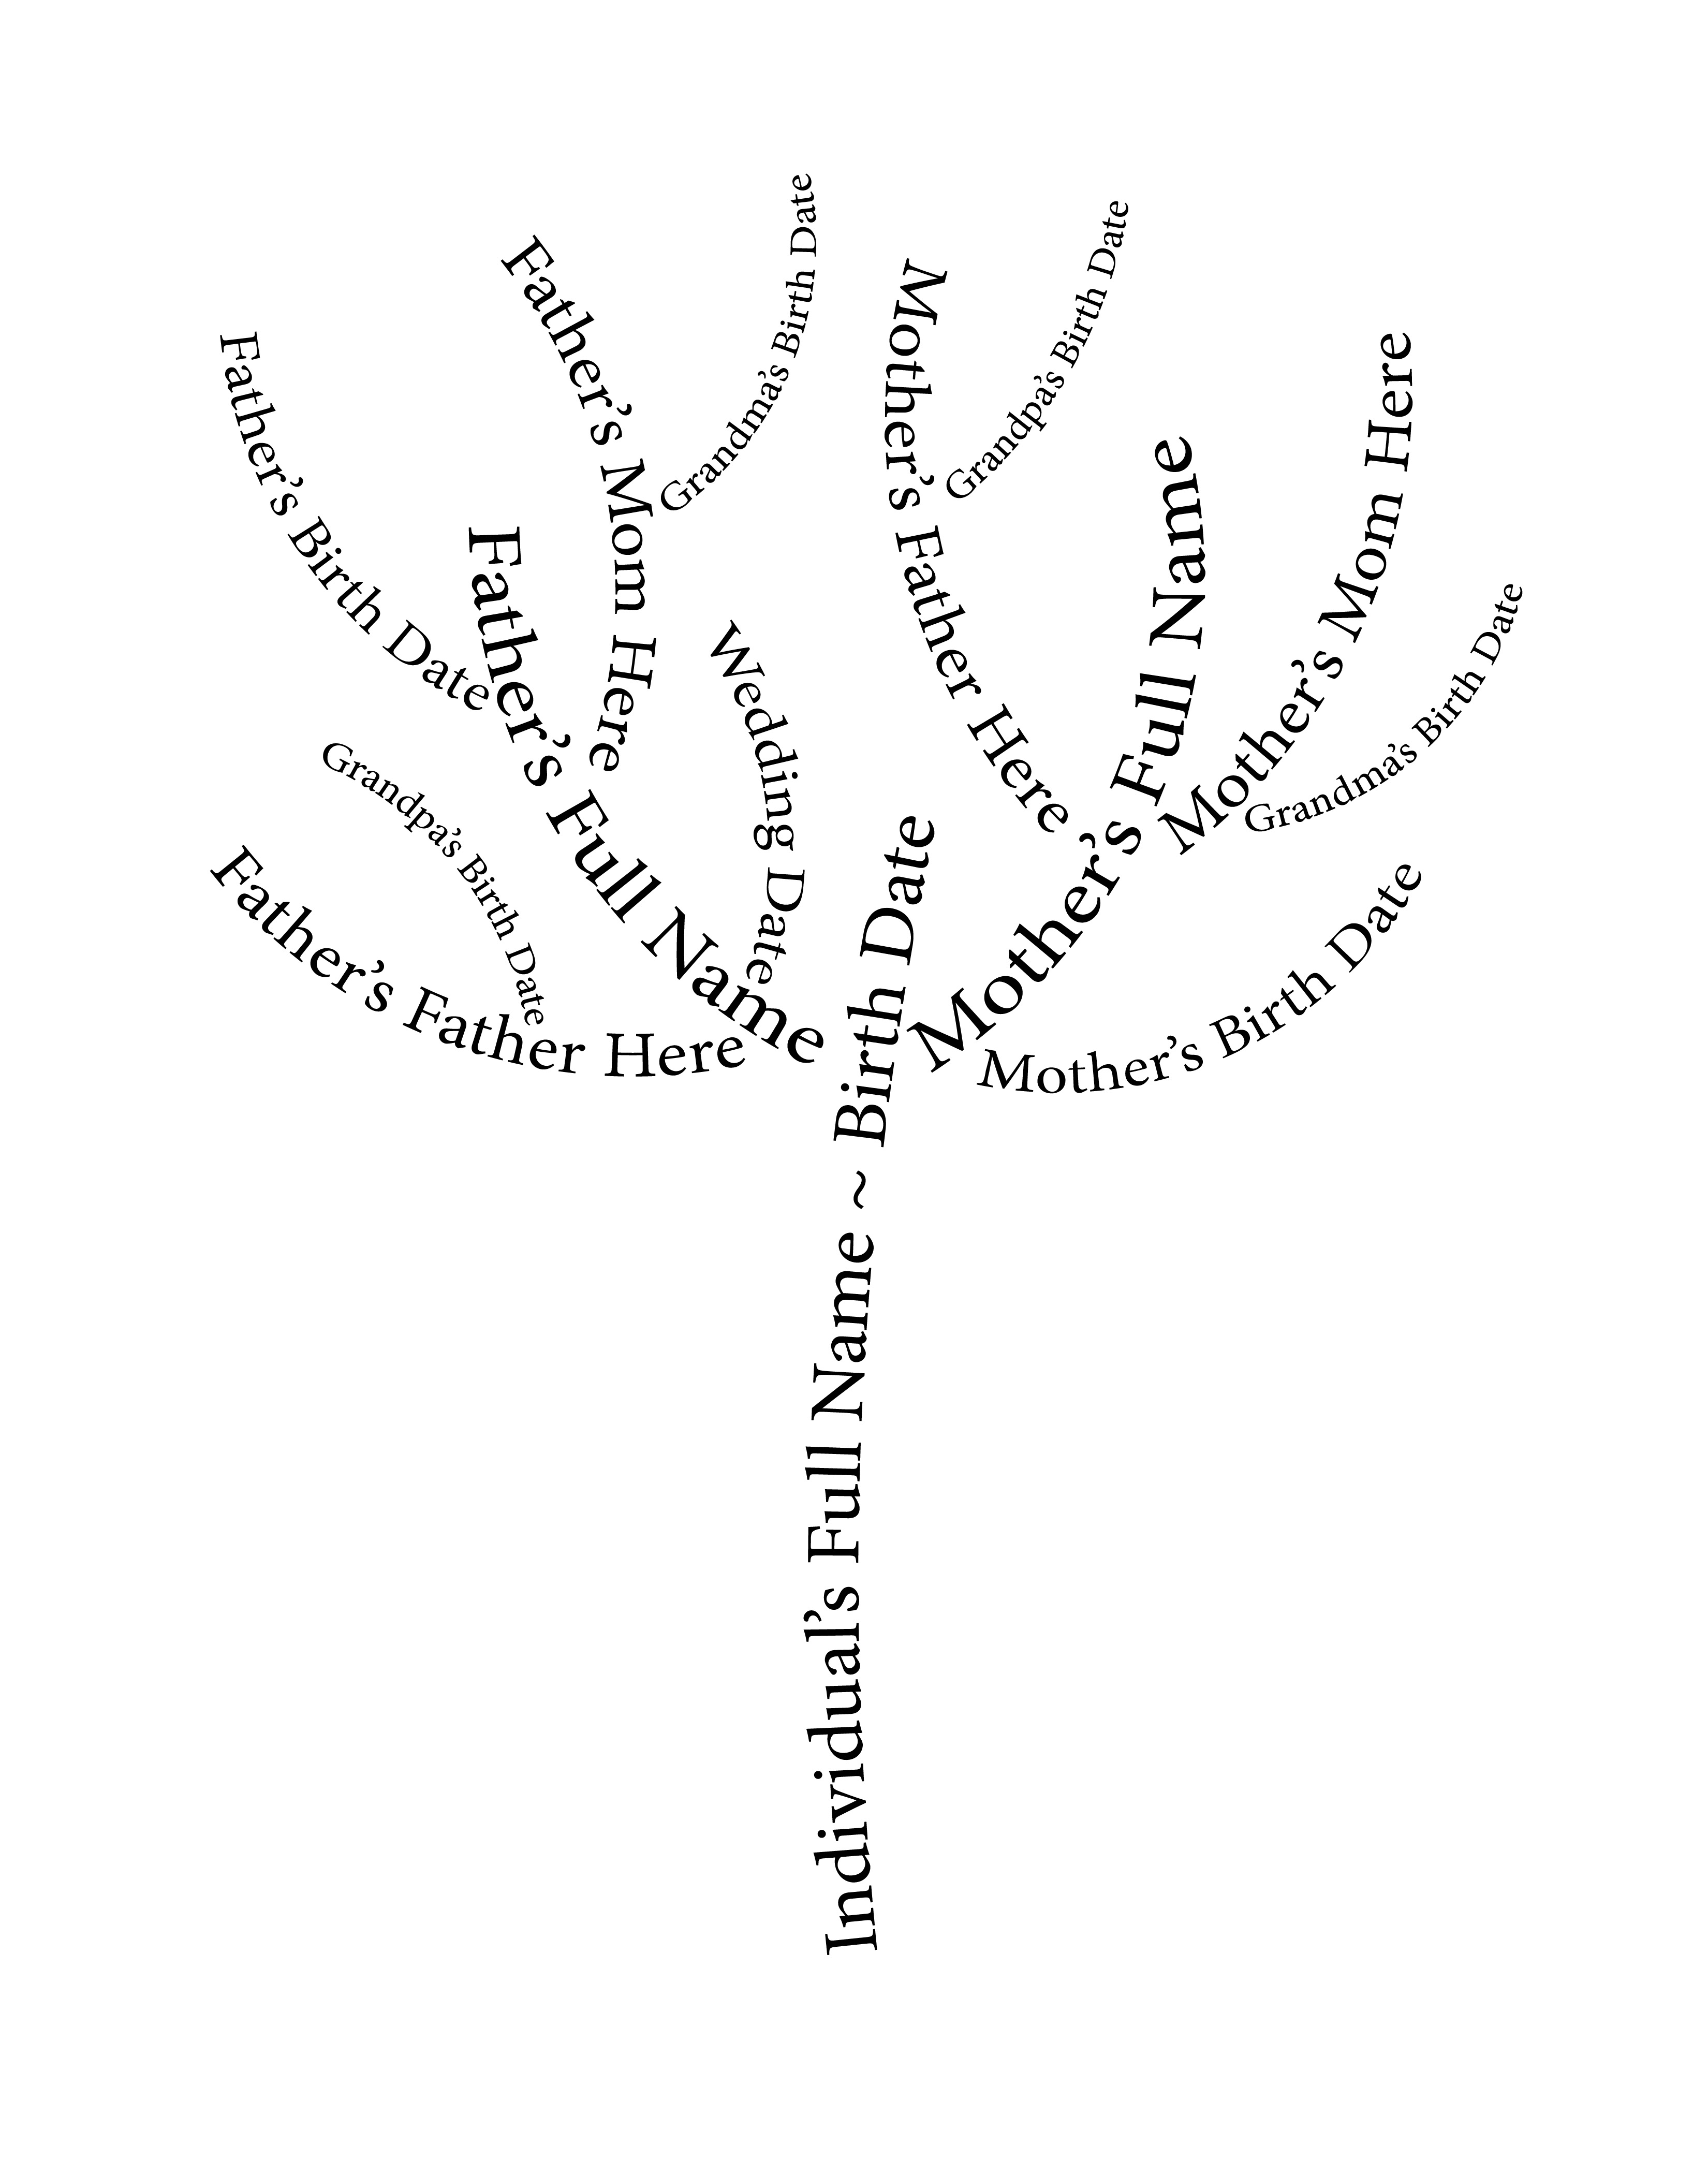 Grandma's Birth Date
Grandpa's Birth Date
Father's Mom Here
Mother's Father Here
Father's Birth Date
Mother's Mom Here
Father's Full Name
Mother's Full Name
Grandma's Birth Date
Wedding Date
Grandpa's Birth Date
Father's Father Here
Mother's Birth Date
Individual's Full Name ~ Birth Date